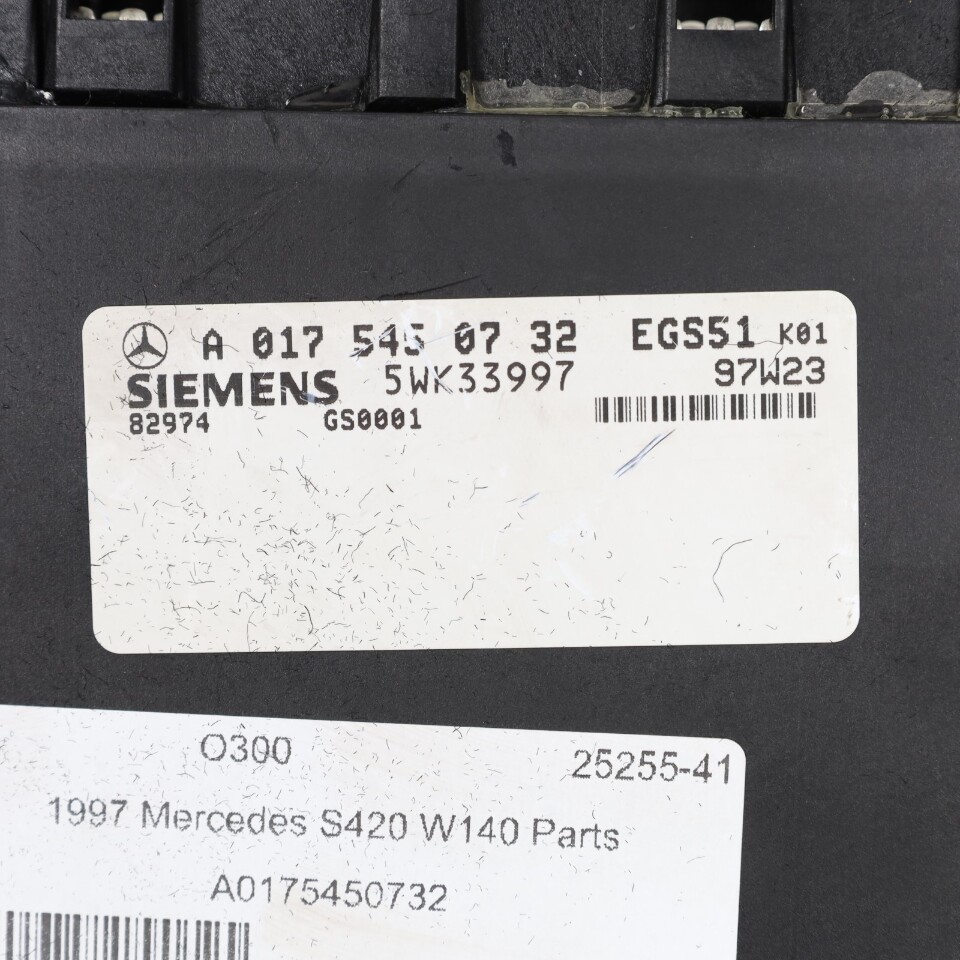 A 017 545 07 32 EGS51 K01
SIEMENS 5WK33997 97W23
82974 GS0001
O300 25255-41
1997 Mercedes S420 W140 Parts
A0175450732